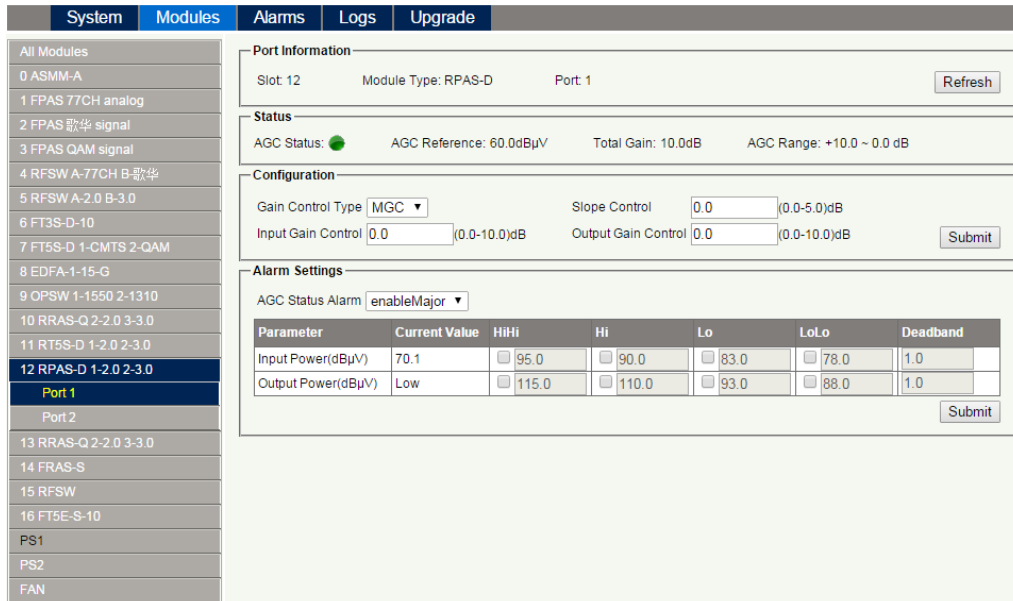 System Modules Alarms Logs Upgrade
All Modules
0 ASMM-A
1 FPAS 77CH analog
2 FPAS 歌华 signal
3 FPAS QAM signal
4 RFSW A-77CH B-歌华
5 RFSW A-2.0 B-3.0
6 FT3S-D-10
7 FT5S-D 1-CMTS 2-QAM
8 EDFA-1-15-G
9 OPSW 1-1550 2-1310
10 RRAS-Q 2-2.0 3-3.0
11 RT5S-D 1-2.0 2-3.0
12 RPAS-D 1-2.0 2-3.0
Port 1
Port 2
13 RRAS-Q 2-2.0 3-3.0
14 FRAS-S
15 RFSW
16 FT5E-S-10
PS1
PS2
FAN
Port Information
Slot: 12 Module Type: RPAS-D Port: 1 Refresh
Status
AGC Status: AGC Reference: 60.0dBμV Total Gain: 10.0dB AGC Range: +10.0 ~ 0.0 dB
Configuration
Gain Control Type MGC Slope Control 0.0 (0.0-5.0)dB
Input Gain Control 0.0 (0.0-10.0)dB Output Gain Control 0.0 (0.0-10.0)dB Submit
Alarm Settings
AGC Status Alarm enableMajor
Parameter Current Value HiHi Hi Lo LoLo Deadband
Input Power(dBμV) 70.1 95.0 90.0 83.0 78.0 1.0
Output Power(dBμV) Low 115.0 110.0 93.0 88.0 1.0
Submit